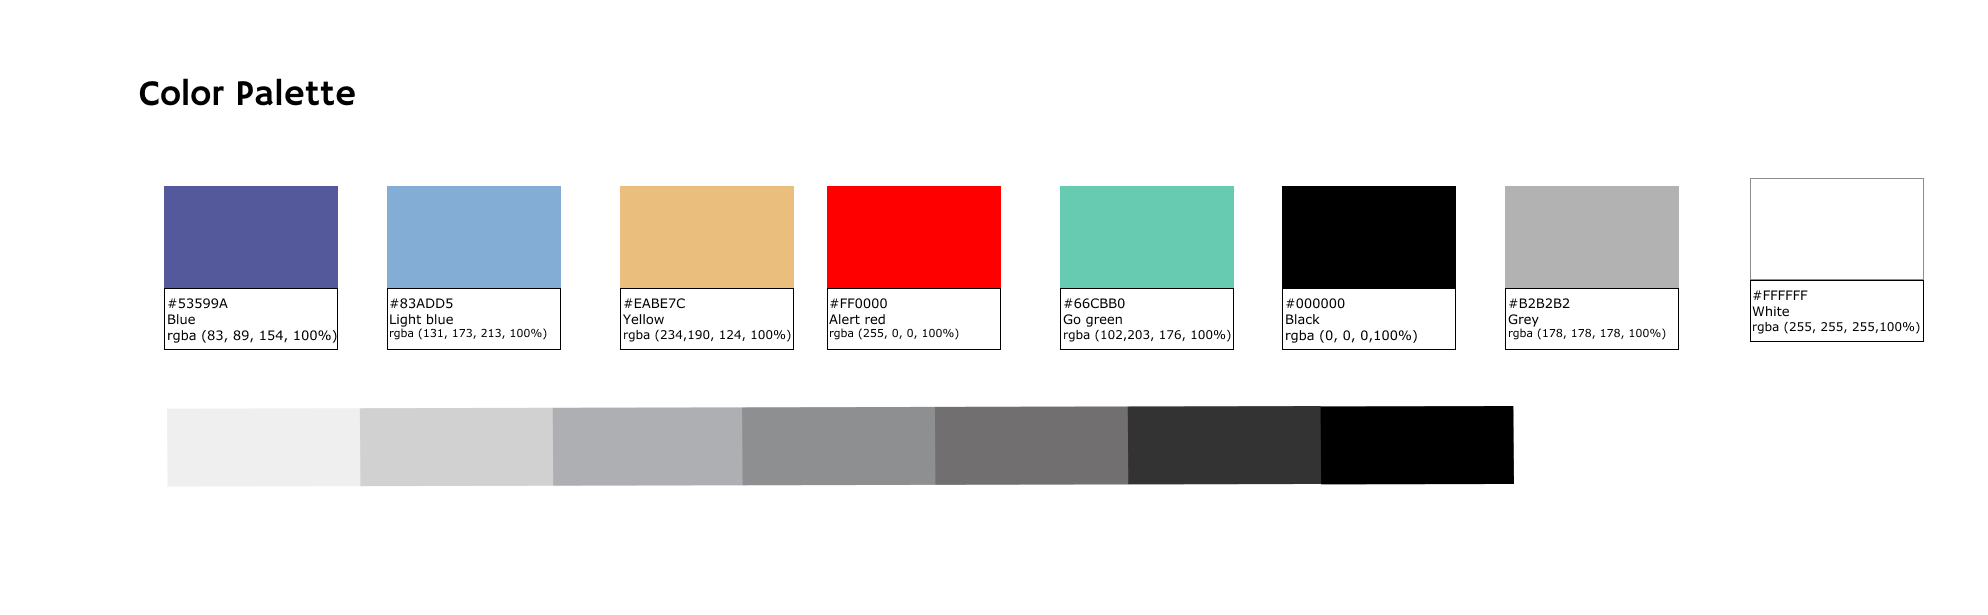 Color Palette
#53599A
Blue
rgba (83, 89, 154, 100%)
#83ADD5
Light blue
rgba (131, 173, 213, 100%)
#EABE7C
Yellow
rgba (234,190, 124, 100%)
#FF0000
Alert red
rgba (255, 0, 0, 100%)
#66CBB0
Go green
rgba (102,203, 176, 100%)
#000000
Black
rgba (0, 0, 0,100%)
#B2B2B2
Grey
rgba (178, 178, 178, 100%)
#FFFFFF
White
rgba (255, 255, 255,100%)